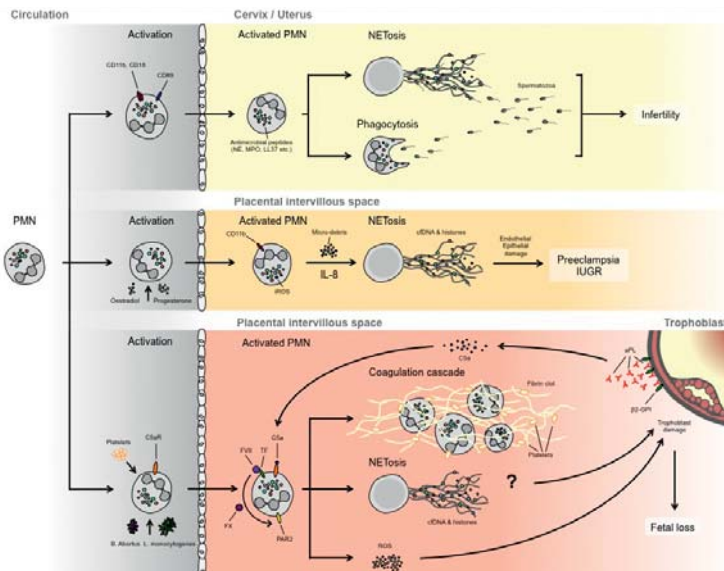 Circulation
Cervix / Uterus
Activation
Activated PMN
NETosis
CD11b, CD18
CD69
Spermatozoa
Antimicrobial peptides
(NE, MPO, LL37 etc.)
Phagocytosis
Infertility
PMN
Placental intervillous space
Activation
Activated PMN
NETosis
CD11b
Micro-debris
cfDNA & histones
Endothelial
Epithelial
damage
IL-8
iROS
Oestradiol
Progesterone
Preeclampsia
IUGR
Placental intervillous space
Trophoblast
Activation
Activated PMN
C5a
aPL
Coagulation cascade
Fibrin clot
β2-GPI
Platelets
C5aR
FVII
TF
C5a
Platelets
Trophoblast
damage
NETosis
?
FX
PAR2
cfDNA & histones
B. Abortus
L. monocytogenes
ROS
Fetal loss